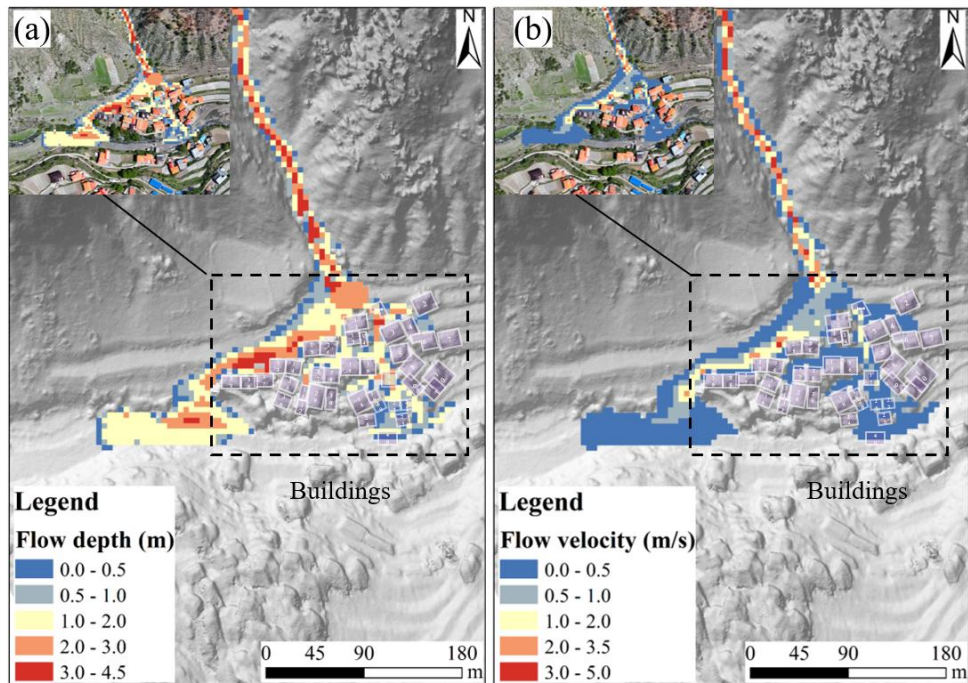 (a)
N
Buildings
Legend
Flow depth (m)
0.0 - 0.5
0.5 - 1.0
1.0 - 2.0
2.0 - 3.0
3.0 - 4.5
0 45 90 180
m
(b)
N
Buildings
Legend
Flow velocity (m/s)
0.0 - 0.5
0.5 - 1.0
1.0 - 2.0
2.0 - 3.5
3.0 - 5.0
0 45 90 180
m